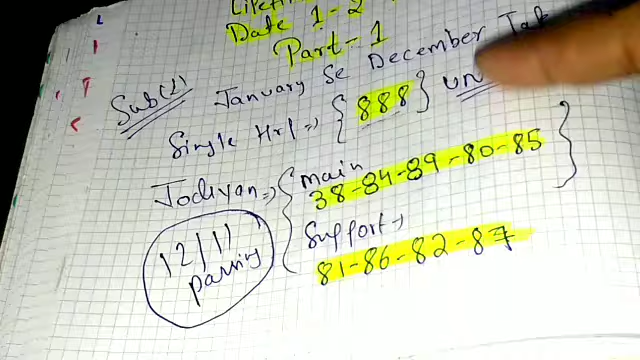 Date 1-2
Part-1
Sub(1) January Se December Tak
Single Hrf⇒ {888} un
Jodiyan⇒ { main
38-84-89-80-85 }
Support→
81-86-82-87
12/11
passing